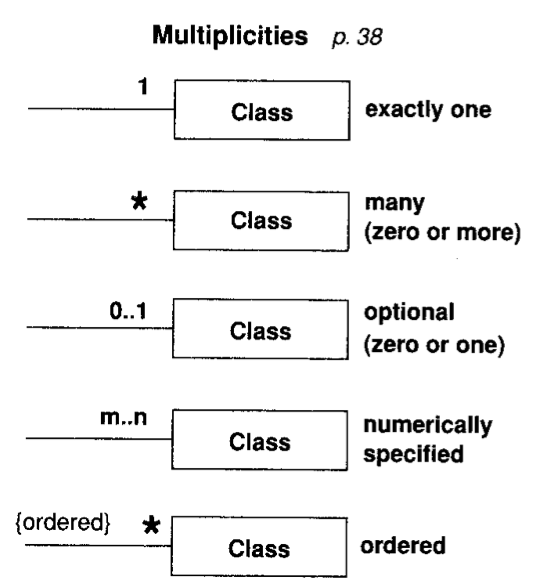 Multiplicities p. 38
1
Class
exactly one
*
Class
many
(zero or more)
0..1
Class
optional
(zero or one)
m..n
Class
numerically
specified
{ordered} *
Class
ordered